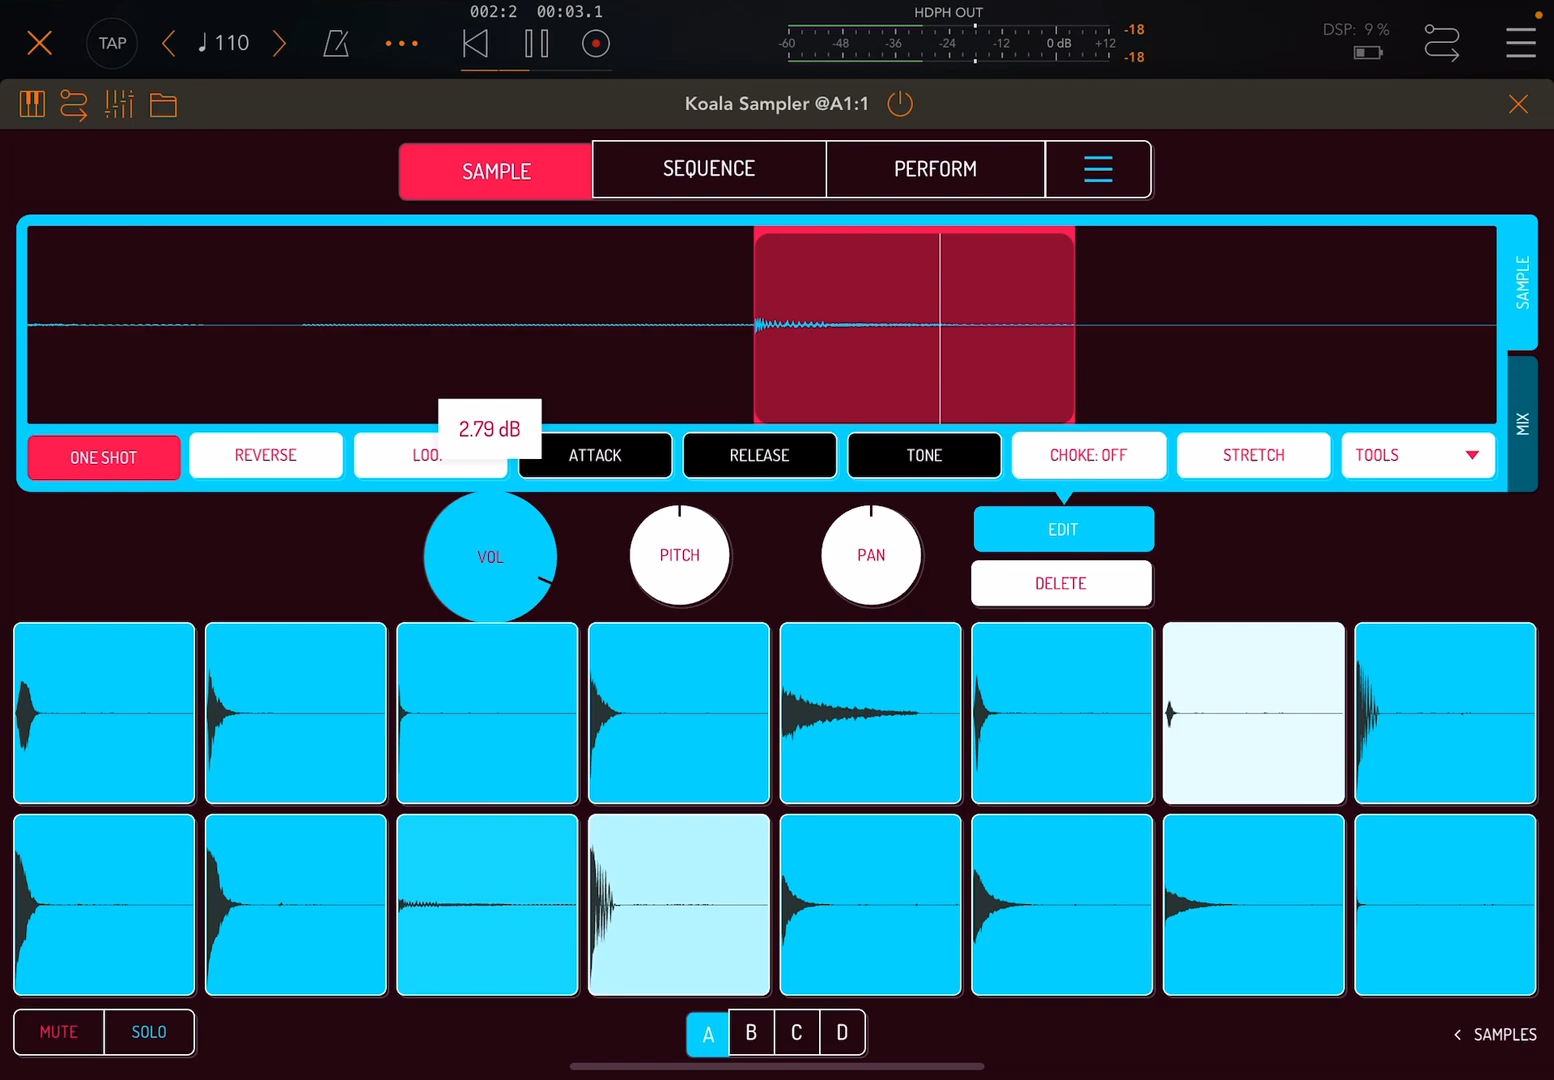 002:2 00:03.1
HDPH OUT
TAP
♩ 110
-60 -48 -36 -24 -12 0 dB +12
-18
-18
DSP: 9 %
Koala Sampler @A1:1
SAMPLE
SEQUENCE
PERFORM
SAMPLE
MIX
2.79 dB
ONE SHOT
REVERSE
LOO
ATTACK
RELEASE
TONE
CHOKE: OFF
STRETCH
TOOLS
VOL
PITCH
PAN
EDIT
DELETE
MUTE
SOLO
A
B
C
D
< SAMPLES